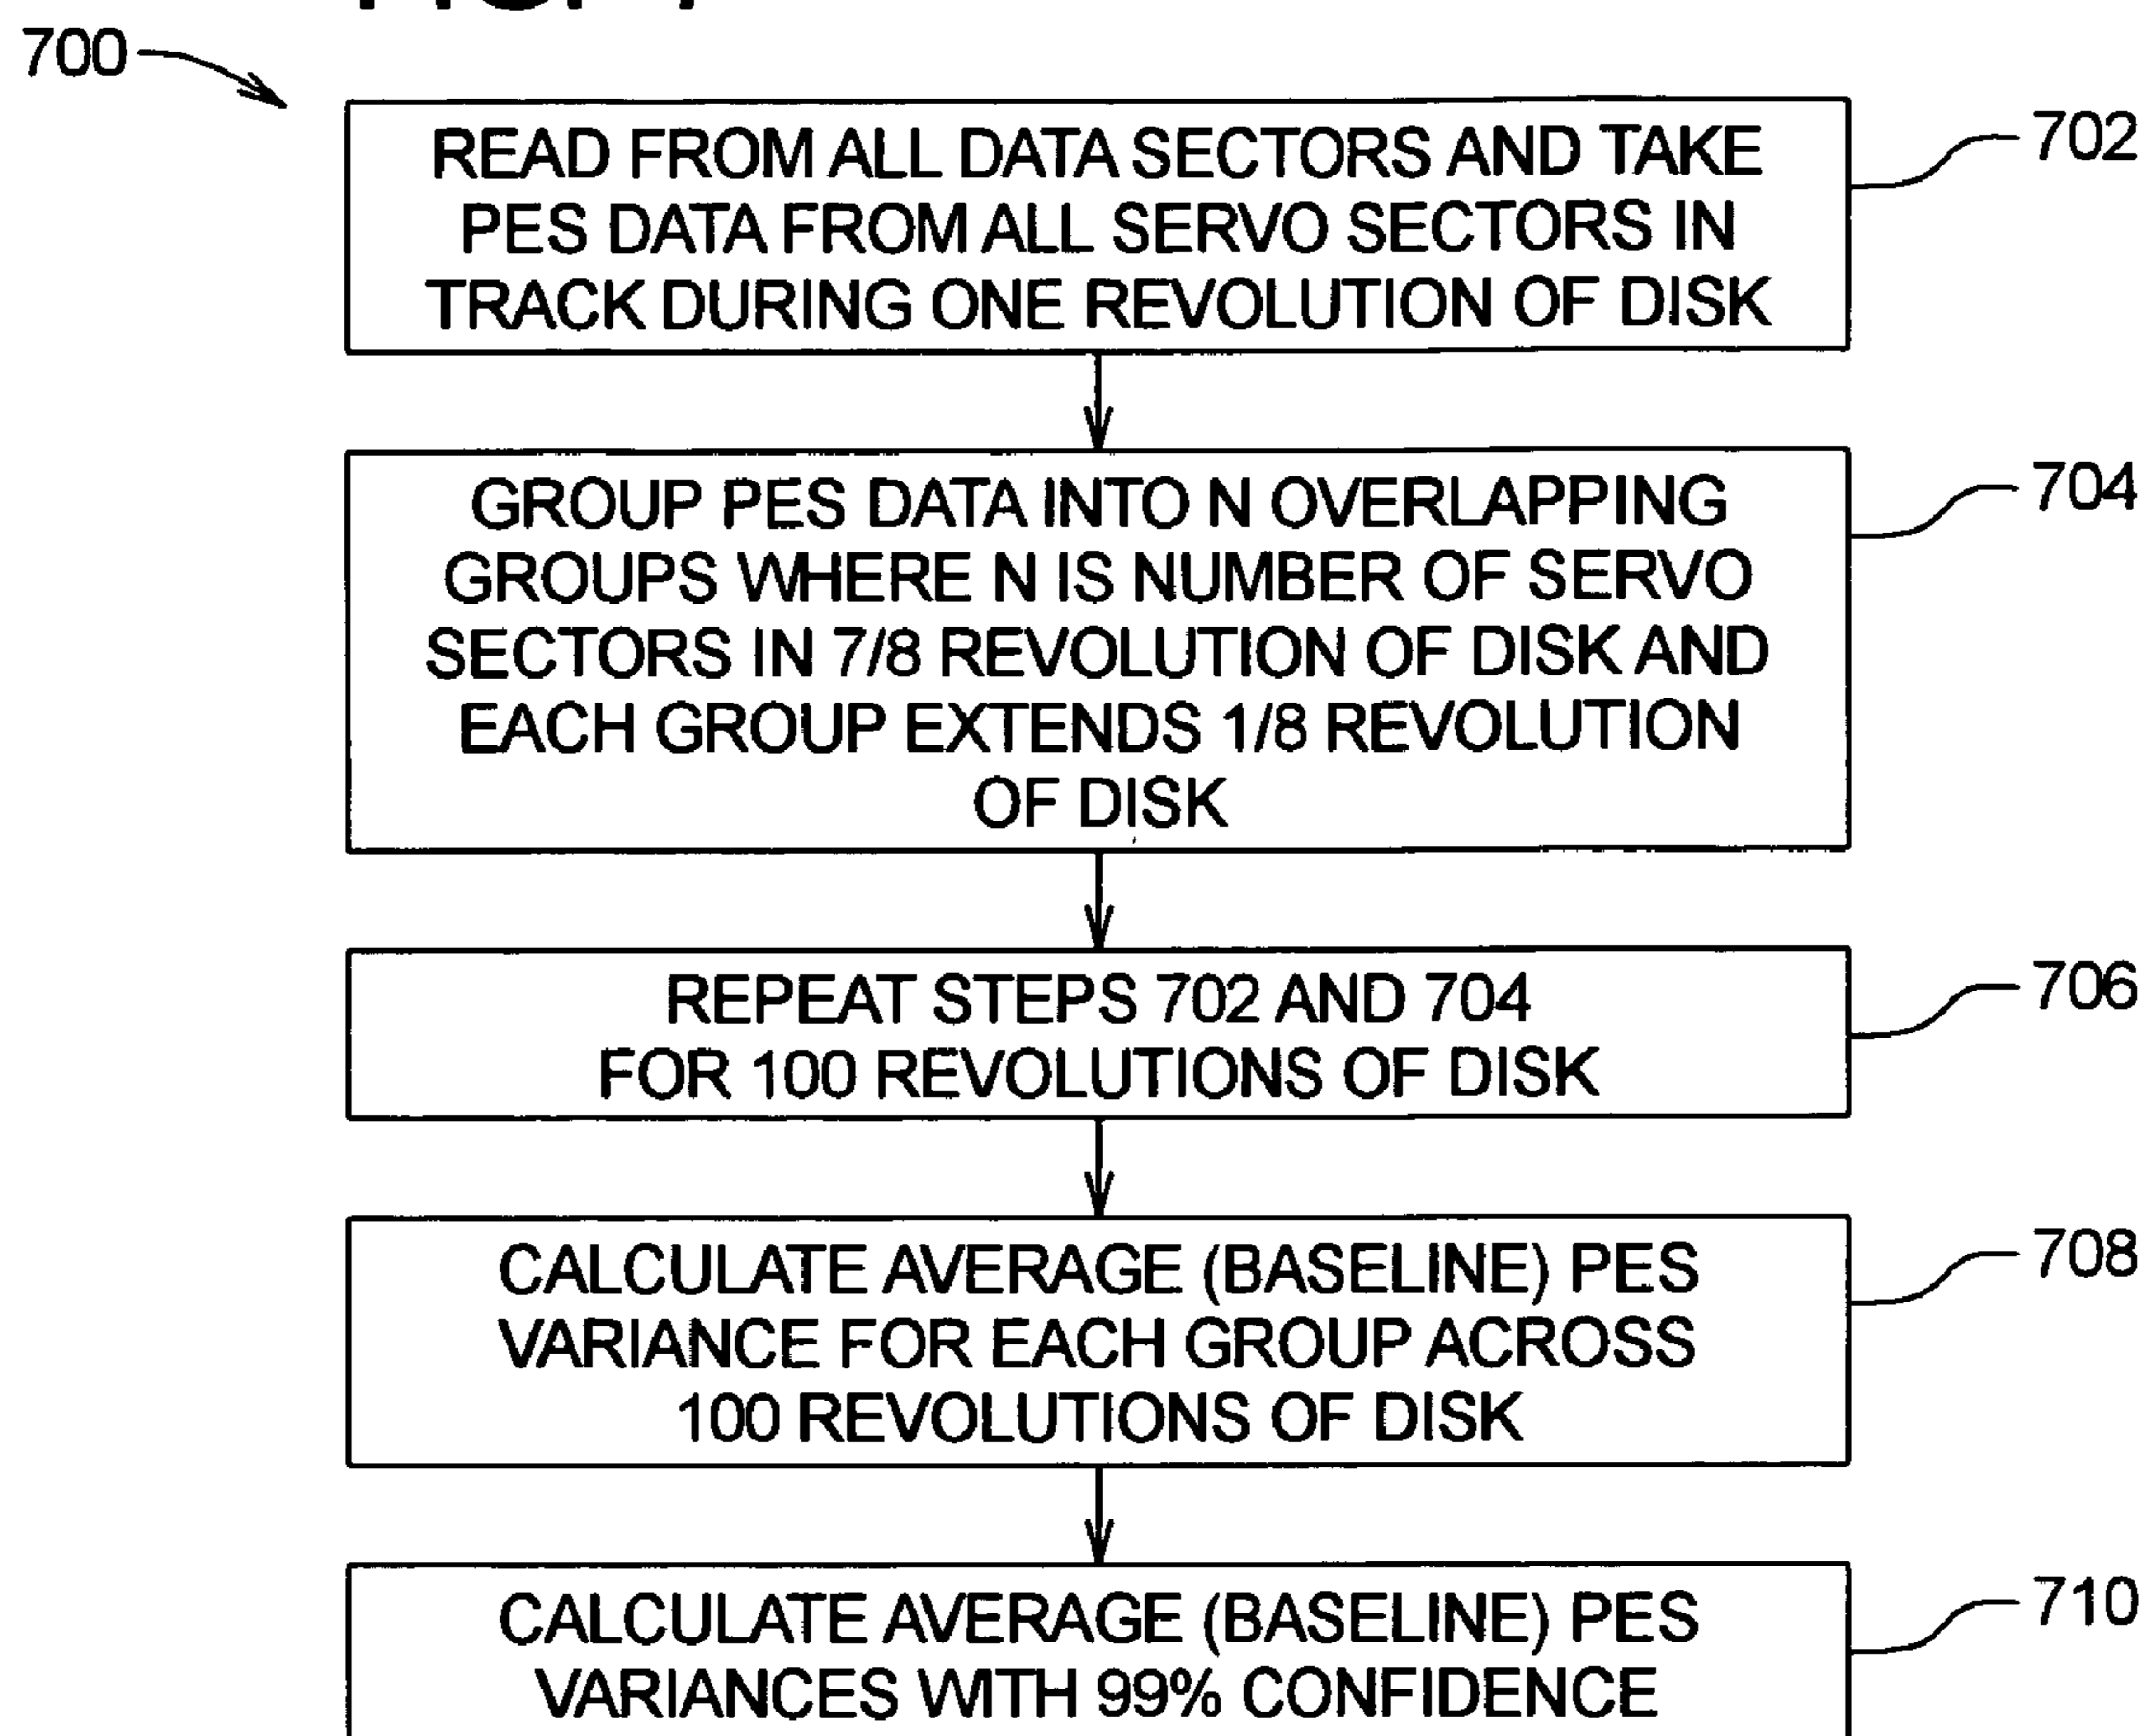 700
READ FROM ALL DATA SECTORS AND TAKE
PES DATA FROM ALL SERVO SECTORS IN
TRACK DURING ONE REVOLUTION OF DISK
702
GROUP PES DATA INTO N OVERLAPPING
GROUPS WHERE N IS NUMBER OF SERVO
SECTORS IN 7/8 REVOLUTION OF DISK AND
EACH GROUP EXTENDS 1/8 REVOLUTION
OF DISK
704
REPEAT STEPS 702 AND 704
FOR 100 REVOLUTIONS OF DISK
706
CALCULATE AVERAGE (BASELINE) PES
VARIANCE FOR EACH GROUP ACROSS
100 REVOLUTIONS OF DISK
708
CALCULATE AVERAGE (BASELINE) PES
VARIANCES WITH 99% CONFIDENCE
710